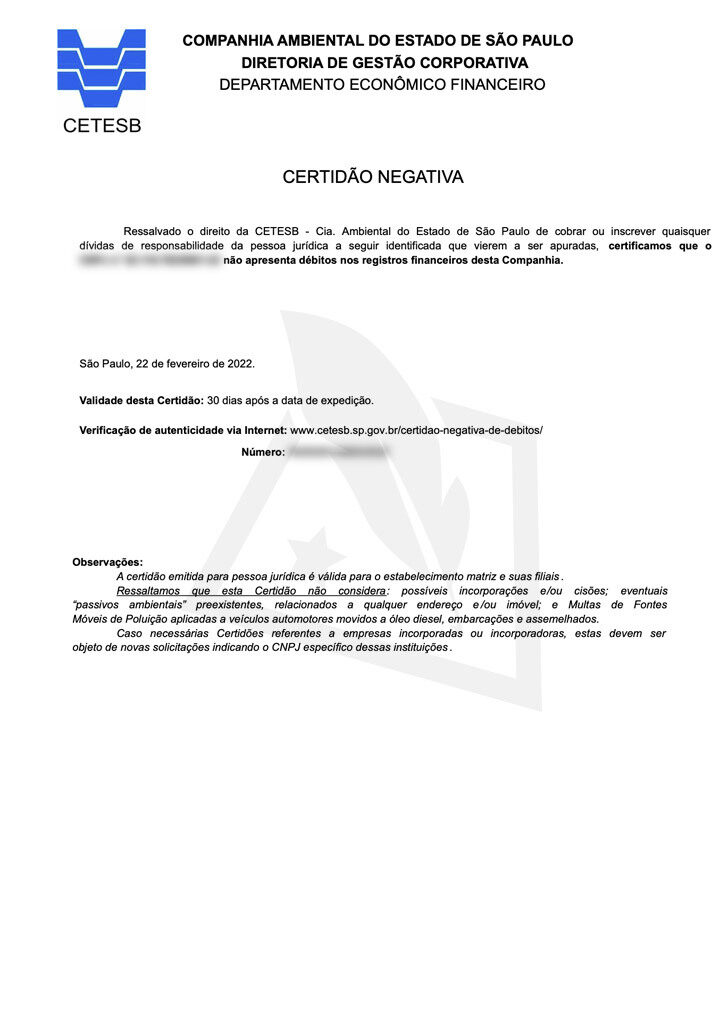 COMPANHIA AMBIENTAL DO ESTADO DE SÃO PAULO
DIRETORIA DE GESTÃO CORPORATIVA
DEPARTAMENTO ECONÔMICO FINANCEIRO
CETESB
CERTIDÃO NEGATIVA
Ressalvado o direito da CETESB - Cia. Ambiental do Estado de São Paulo de cobrar ou inscrever quaisquer
dívidas de responsabilidade da pessoa jurídica a seguir identificada que vierem a ser apuradas, certificamos que o
não apresenta débitos nos registros financeiros desta Companhia.
São Paulo, 22 de fevereiro de 2022.
Validade desta Certidão: 30 dias após a data de expedição.
Verificação de autenticidade via Internet: www.cetesb.sp.gov.br/certidao-negativa-de-debitos/
Número:
Observações:
A certidão emitida para pessoa jurídica é válida para o estabelecimento matriz e suas filiais.
Ressaltamos que esta Certidão não considera: possíveis incorporações e/ou cisões; eventuais
"passivos ambientais" preexistentes, relacionados a qualquer endereço e/ou imóvel; e Multas de Fontes
Móveis de Poluição aplicadas a veículos automotores movidos a óleo diesel, embarcações e assemelhados.
Caso necessárias Certidões referentes a empresas incorporadas ou incorporadoras, estas devem ser
objeto de novas solicitações indicando o CNPJ específico dessas instituições.